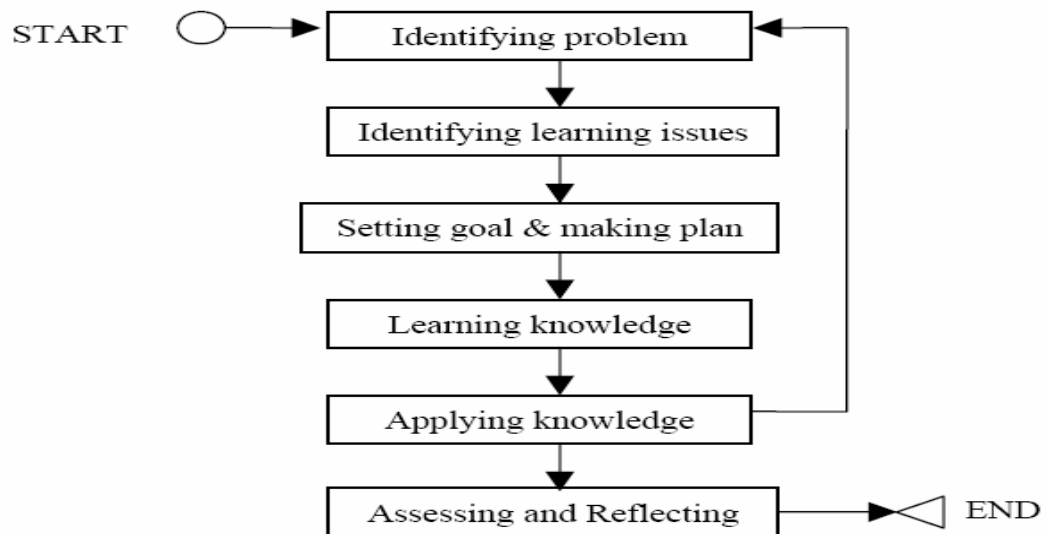 START
Identifying problem
Identifying learning issues
Setting goal & making plan
Learning knowledge
Applying knowledge
Assessing and Reflecting
END